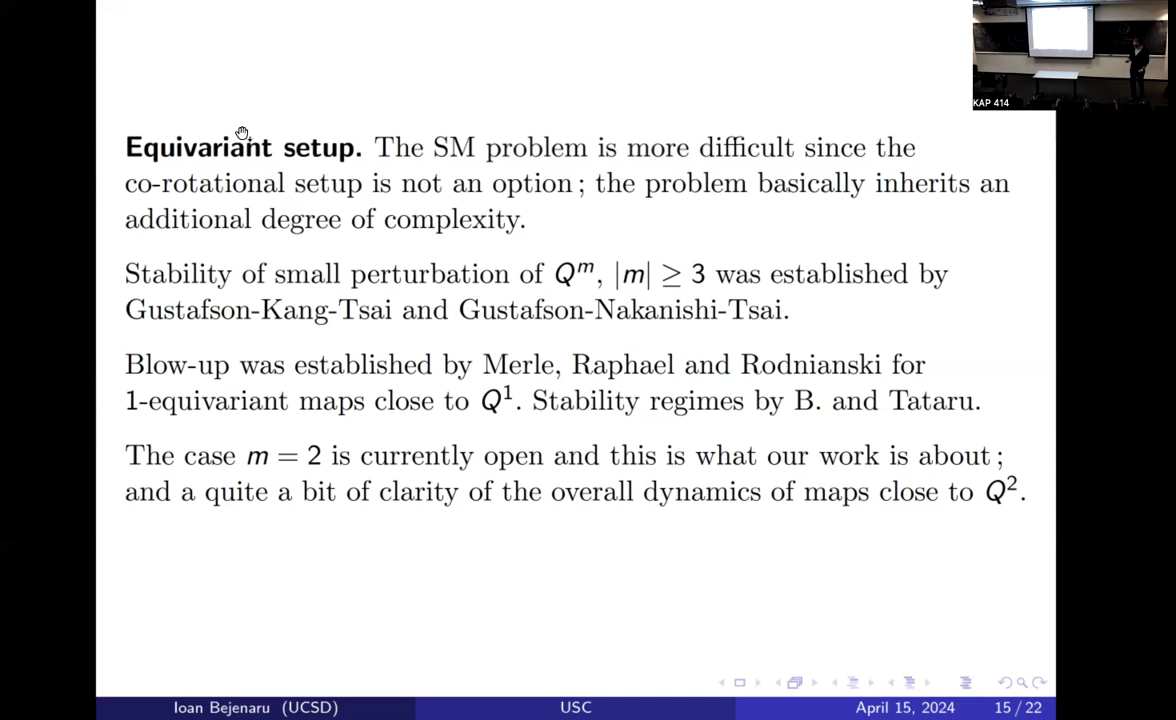 KAP 414
Equivariant setup. The SM problem is more difficult since the
co-rotational setup is not an option ; the problem basically inherits an
additional degree of complexity.
Stability of small perturbation of Q^m, |m| ≥ 3 was established by
Gustafson-Kang-Tsai and Gustafson-Nakanishi-Tsai.
Blow-up was established by Merle, Raphael and Rodnianski for
1-equivariant maps close to Q^1. Stability regimes by B. and Tataru.
The case m = 2 is currently open and this is what our work is about ;
and a quite a bit of clarity of the overall dynamics of maps close to Q^2.
Ioan Bejenaru (UCSD) USC April 15, 2024 15 / 22